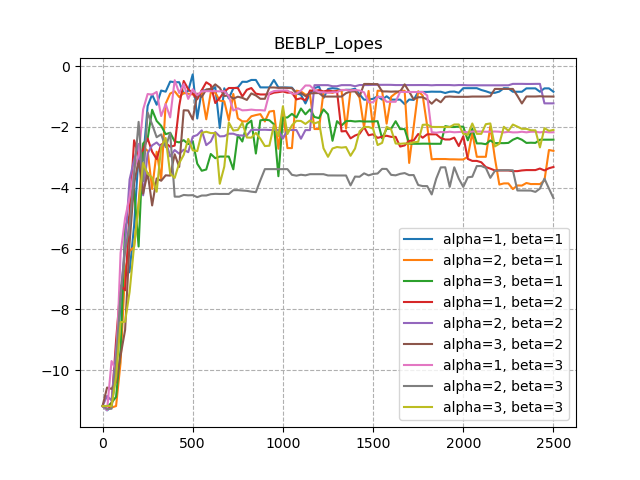 BEBLP_Lopes
0
−2
−4
−6
−8
−10
0 500 1000 1500 2000 2500
alpha=1, beta=1
alpha=2, beta=1
alpha=3, beta=1
alpha=1, beta=2
alpha=2, beta=2
alpha=3, beta=2
alpha=1, beta=3
alpha=2, beta=3
alpha=3, beta=3